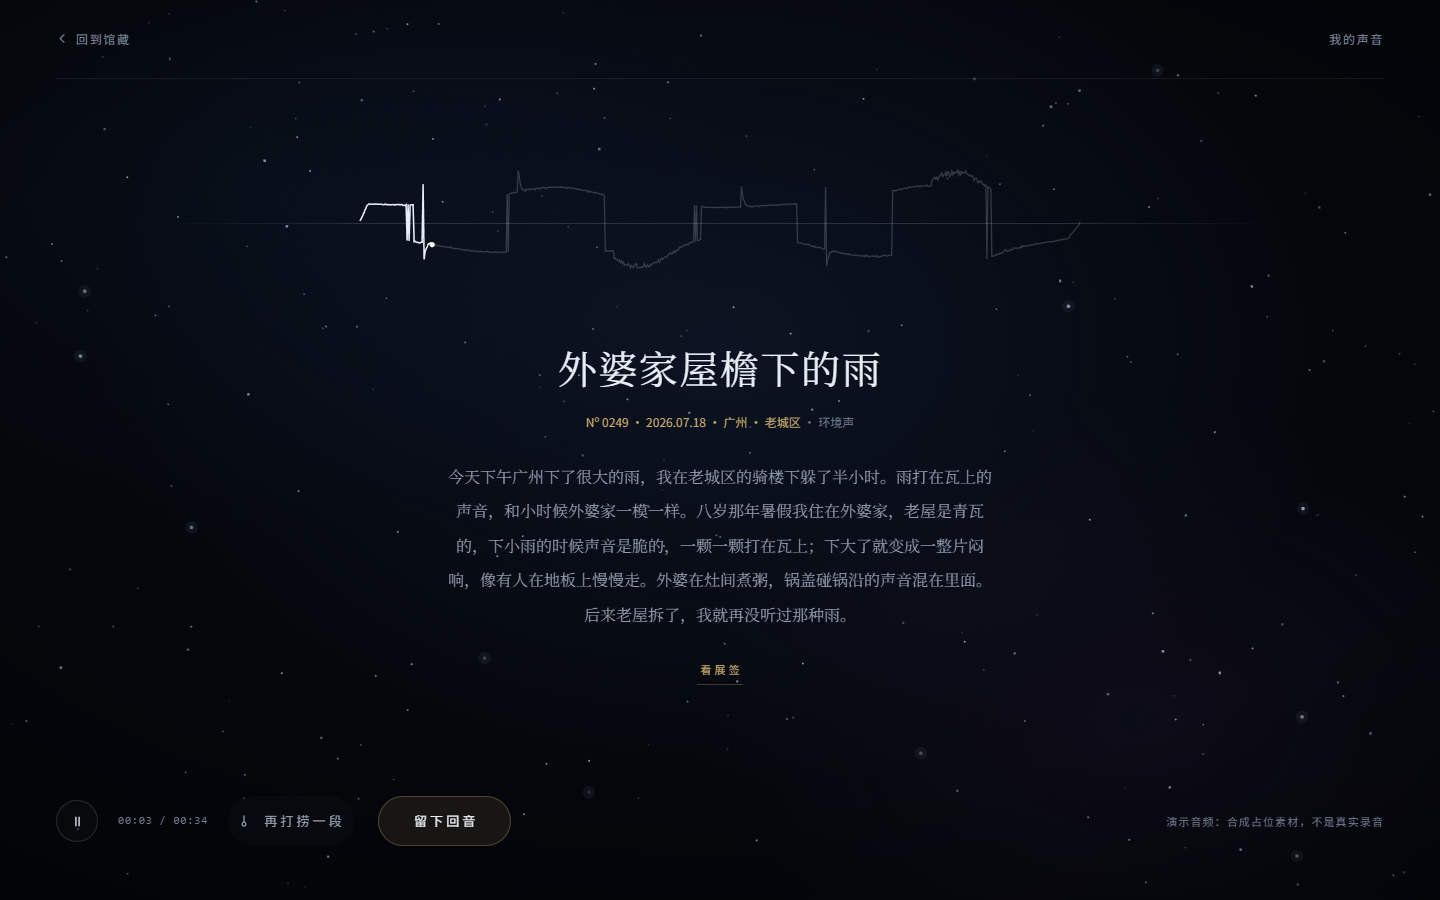 回到馆藏
我的声音
外婆家屋檐下的雨
Nº 0249 · 2026.07.18 · 广州 · 老城区 · 环境声
今天下午广州下了很大的雨，我在老城区的骑楼下躲了半小时。雨打在瓦上的
声音，和小时候外婆家一模一样。八岁那年暑假我住在外婆家，老屋是青瓦
的，下小雨的时候声音是脆的，一颗一颗打在瓦上；下大了就变成一整片闷
响，像有人在地板上慢慢走。外婆在灶间煮粥，锅盖碰锅沿的声音混在里面。
后来老屋拆了，我就再没听过那种雨。
看展签
00:03 / 00:34
再打捞一段
留下回音
演示音频：合成占位素材，不是真实录音